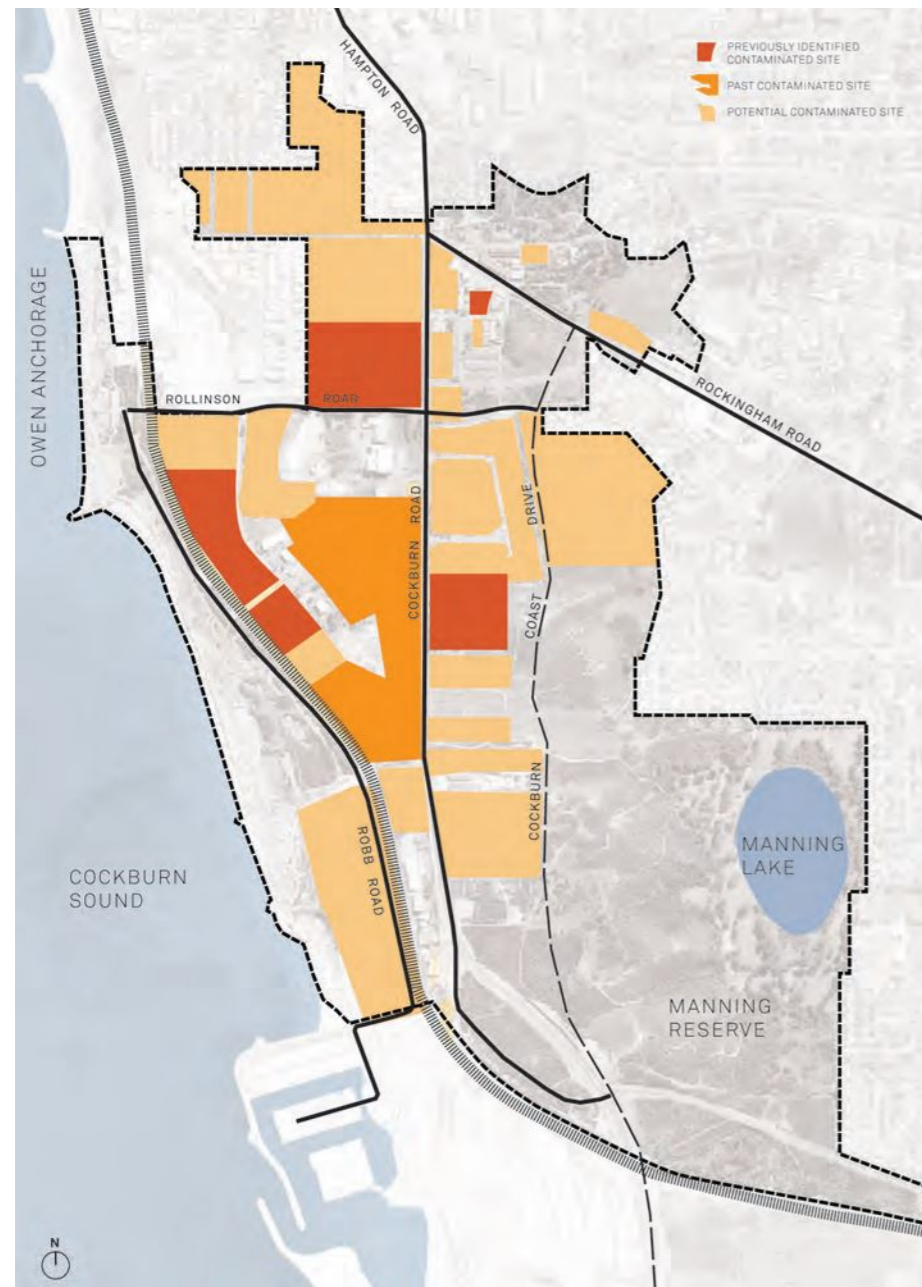 PREVIOUSLY IDENTIFIED
CONTAMINATED SITE
PAST CONTAMINATED SITE
POTENTIAL CONTAMINATED SITE
HAMPTON ROAD
OWEN ANCHORAGE
ROLLINSON ROAD
ROCKINGHAM ROAD
COCKBURN ROAD
COCKBURN COAST DRIVE
ROBB ROAD
COCKBURN
SOUND
MANNING
LAKE
MANNING
RESERVE
N